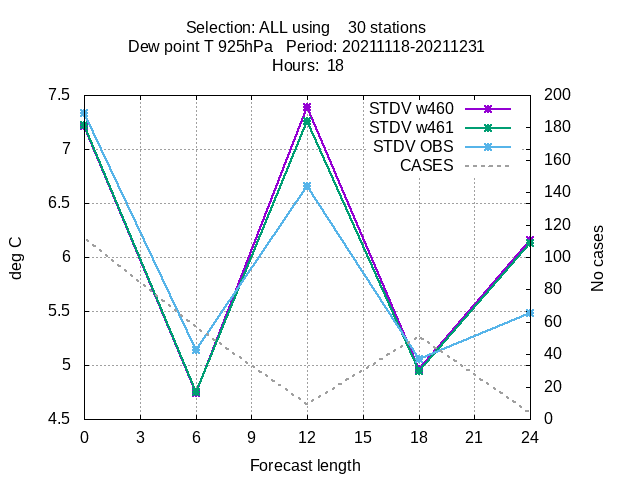 Selection: ALL using    30 stations
Dew point T 925hPa   Period: 20211118-20211231
Hours:  18
STDV w460
STDV w461
STDV OBS
CASES
7.5
7
6.5
6
5.5
5
4.5
deg C
200
180
160
140
120
100
80
60
40
20
0
No cases
0 3 6 9 12 15 18 21 24
Forecast length